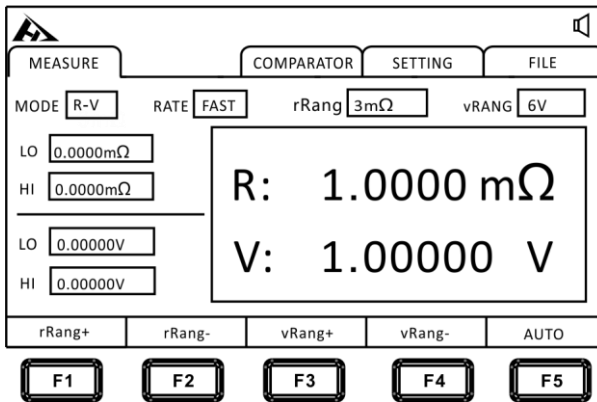 MEASURE COMPARATOR SETTING FILE
MODE R-V RATE FAST rRang 3mΩ vRANG 6V
LO 0.0000mΩ
HI 0.0000mΩ
R: 1.0000 mΩ
LO 0.00000V
HI 0.00000V
V: 1.00000 V
rRang+ rRang- vRang+ vRang- AUTO
F1 F2 F3 F4 F5